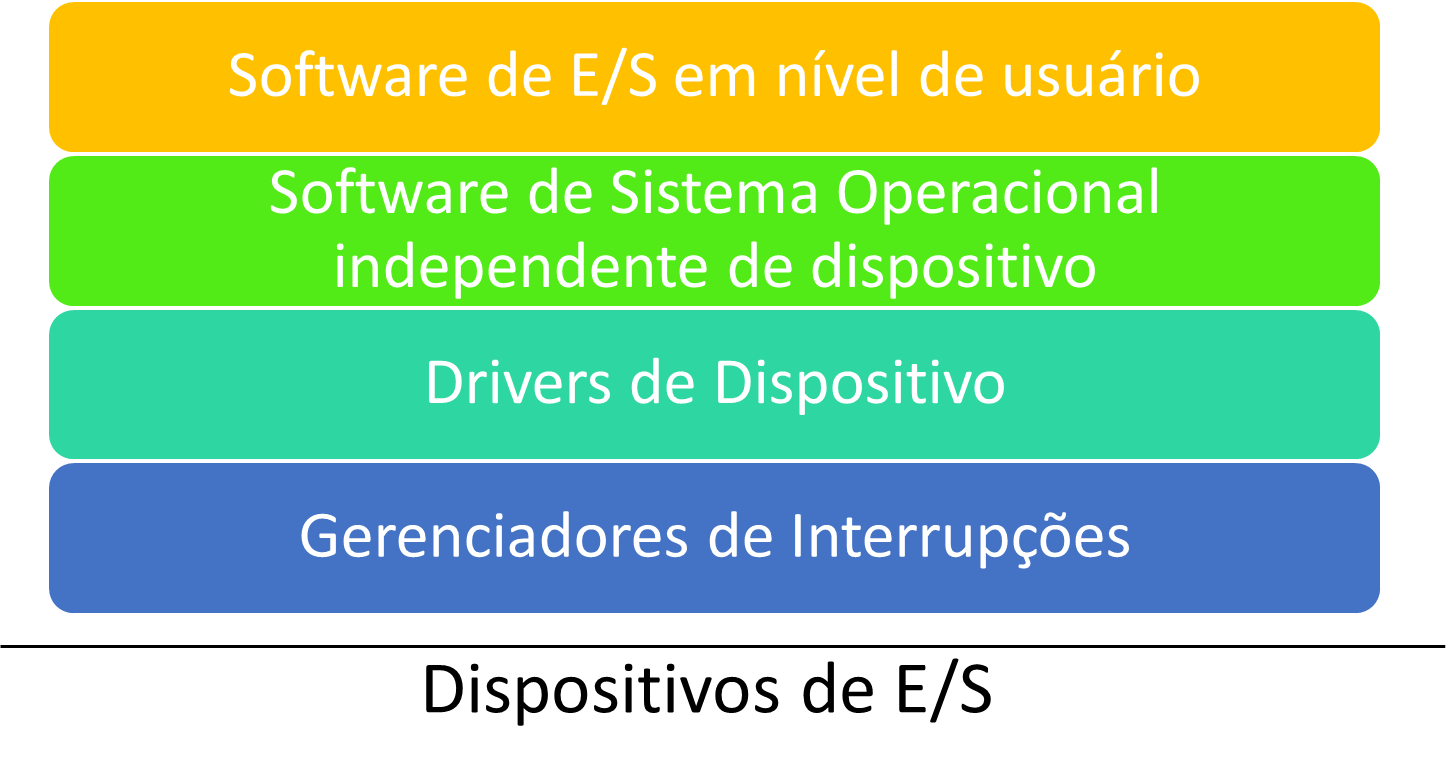 Software de E/S em nível de usuário
Software de Sistema Operacional
independente de dispositivo
Drivers de Dispositivo
Gerenciadores de Interrupções
Dispositivos de E/S